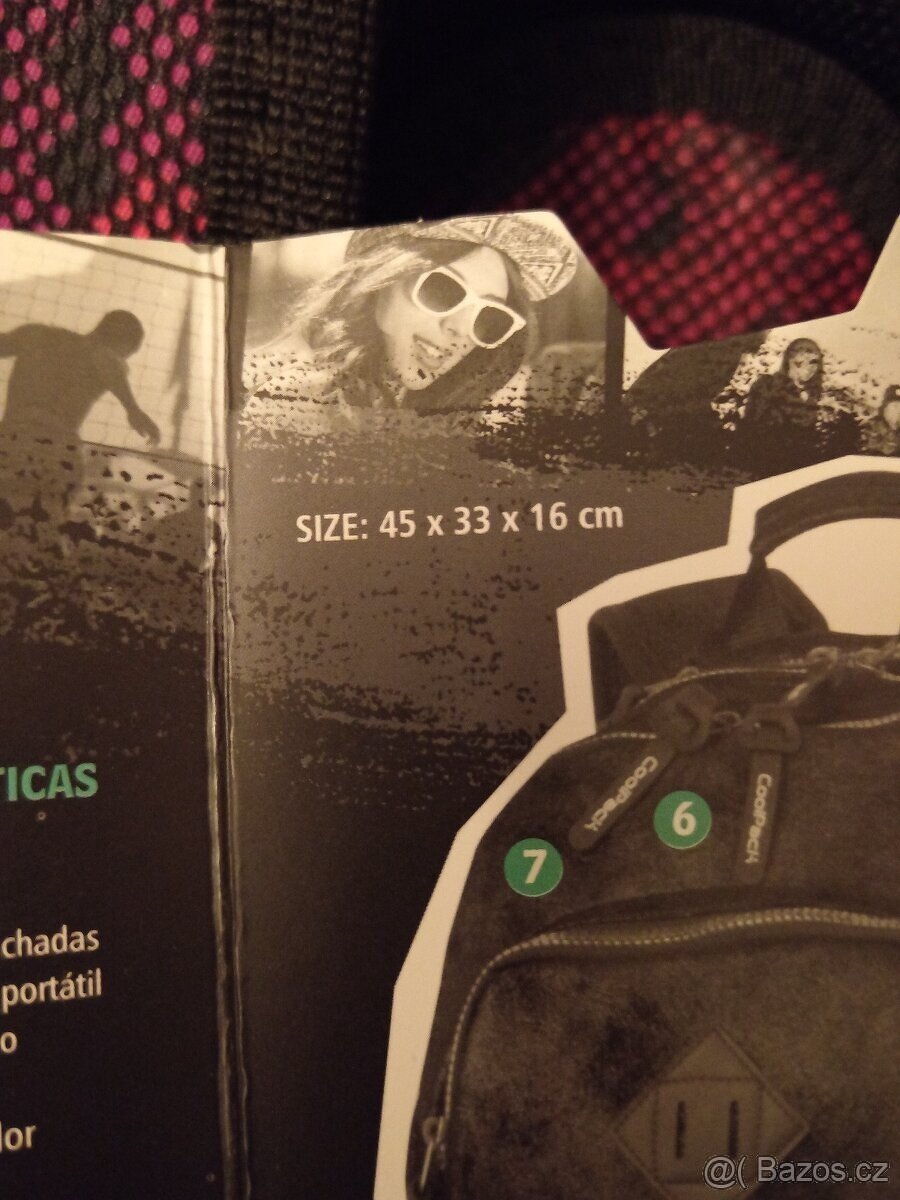 SIZE: 45 x 33 x 16 cm
TICAS
chadas
portátil
o
lor
CoolPack
CoolPack
6
7
@( Bazos.cz